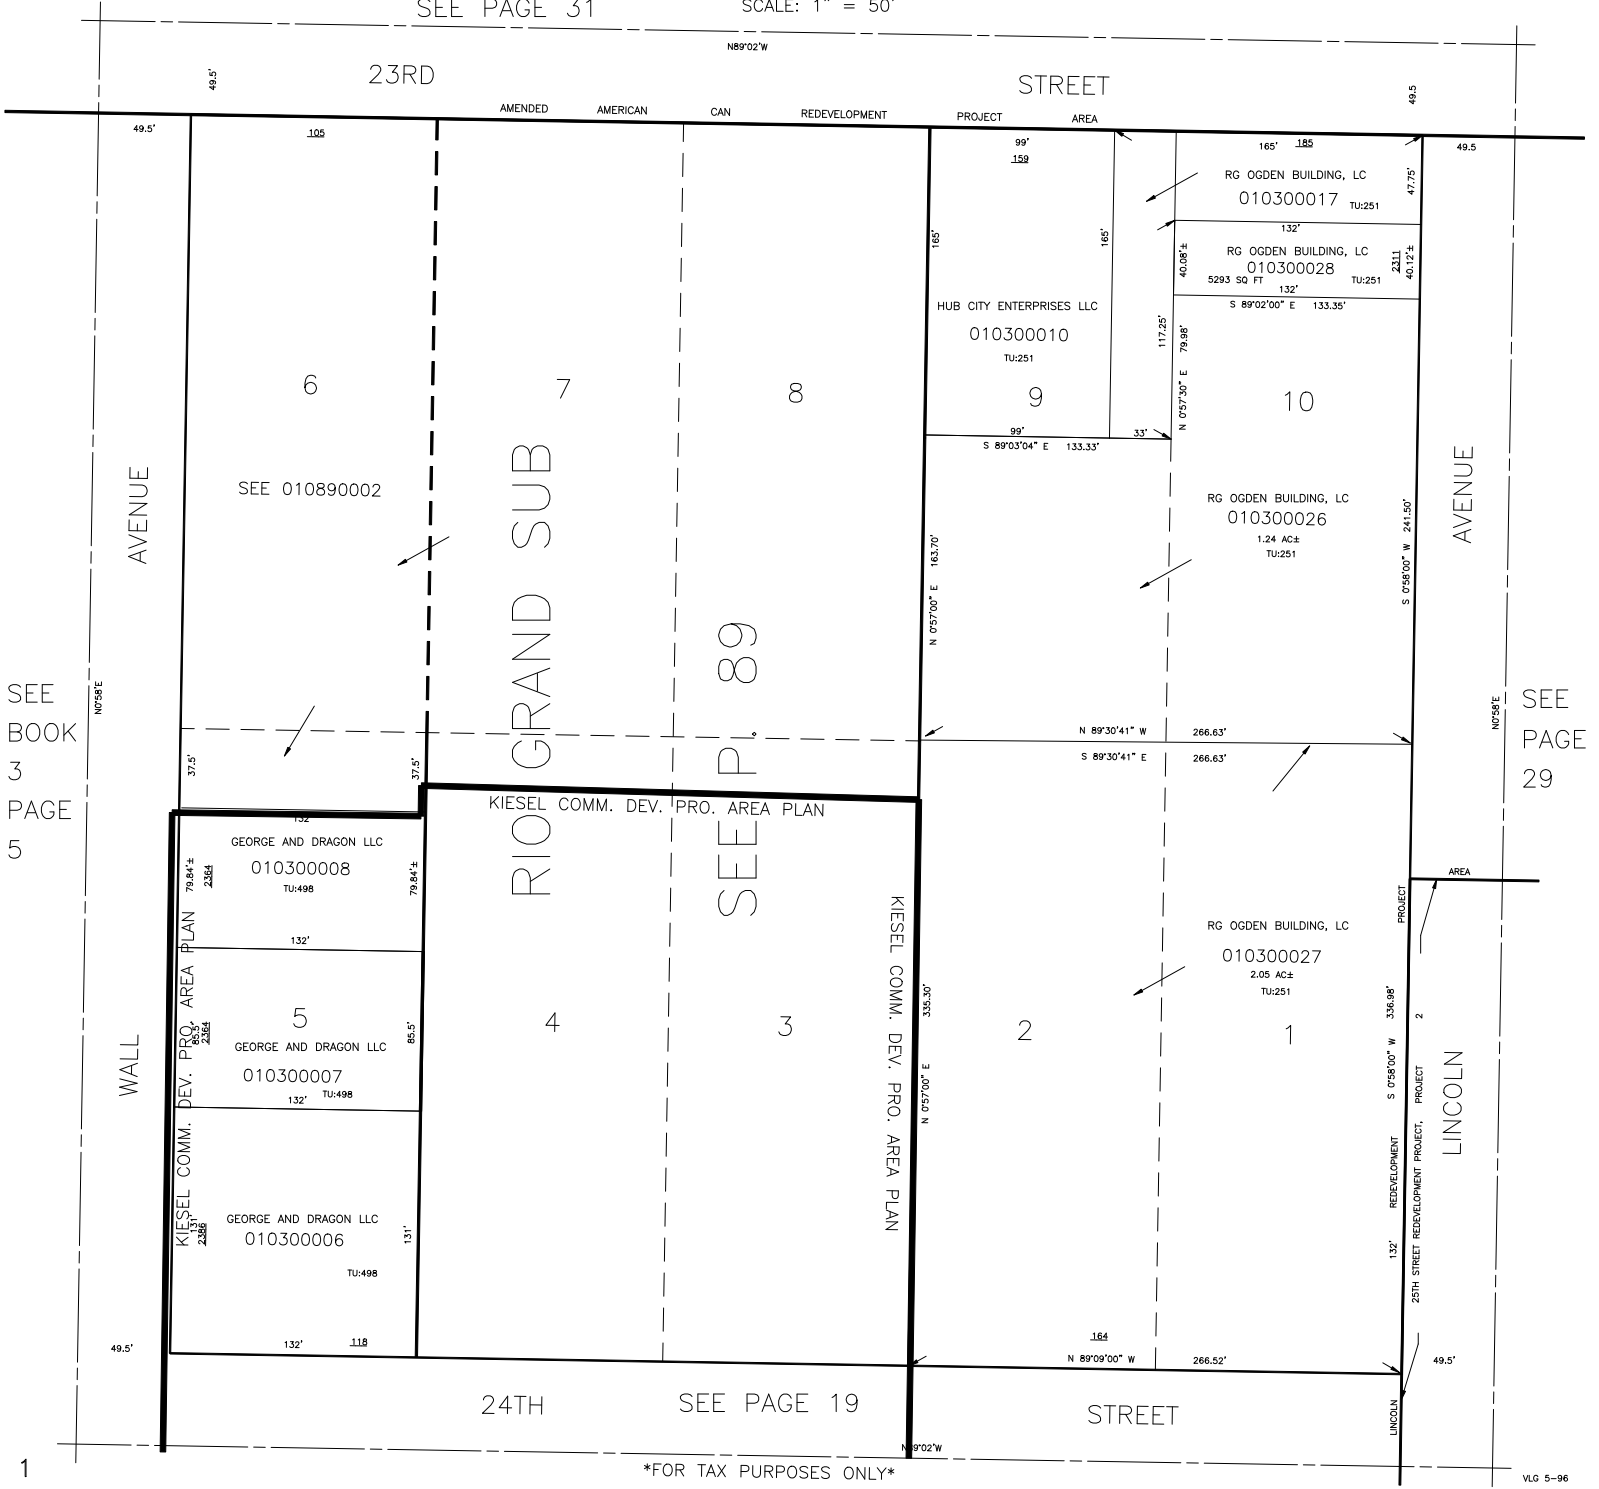 SEE PAGE 31
SCALE: 1" = 50'
N89°02'W
49.5'
23RD
STREET
49.5
AMENDED AMERICAN CAN REDEVELOPMENT PROJECT AREA
49.5'
105
99'
159
165'
185
49.5
RG OGDEN BUILDING, LC
010300017
TU:251
47.75'
132'
RG OGDEN BUILDING, LC
010300028
5293 SQ FT
TU:251
132'
40.08'±
2311
40.12'±
S 89°02'00" E 133.35'
165'
165'
HUB CITY ENTERPRISES LLC
010300010
TU:251
117.25'
N 0°57'30" E 79.98'
6
7
8
9
10
99'
33'
S 89°03'04" E 133.33'
AVENUE
SEE 010890002
RIO GRAND SUB
SEE P. 89
N 0°57'00" E 163.70'
RG OGDEN BUILDING, LC
010300026
1.24 AC±
TU:251
S 0°58'00" W 241.50'
AVENUE
SEE
BOOK
3
PAGE
5
N0°58'E
N0°58'E
SEE
PAGE
29
N 89°30'41" W 266.63'
S 89°30'41" E 266.63'
37.5'
37.5'
KIESEL COMM. DEV. PRO. AREA PLAN
132'
GEORGE AND DRAGON LLC
010300008
TU:498
79.84'±
2364
79.84'±
132'
KIESEL COMM. DEV. PRO. AREA PLAN
85.5'
2364
5
GEORGE AND DRAGON LLC
010300007
TU:498
132'
85.5'
4
3
KIESEL COMM. DEV. PRO. AREA PLAN
335.30'
N 0°57'00" E
2
1
RG OGDEN BUILDING, LC
010300027
2.05 AC±
TU:251
AREA
PROJECT
336.98'
S 0°58'00" W
REDEVELOPMENT
132'
25TH STREET REDEVELOPMENT PROJECT, PROJECT 2
LINCOLN
WALL
131'
2386
GEORGE AND DRAGON LLC
010300006
TU:498
131'
132'
118
49.5'
164
N 89°09'00" W 266.52'
49.5'
24TH
SEE PAGE 19
STREET
LINCOLN
N89°02'W
1
*FOR TAX PURPOSES ONLY*
VLG 5-96